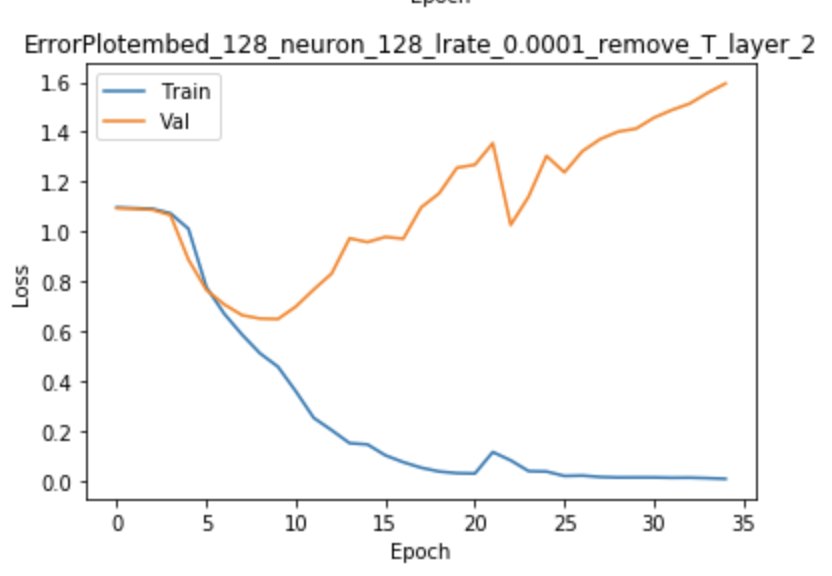 Epoch
ErrorPlotembed_128_neuron_128_lrate_0.0001_remove_T_layer_2
1.6
Train
Val
1.4
1.2
1.0
0.8
0.6
0.4
0.2
0.0
Loss
0 5 10 15 20 25 30 35
Epoch